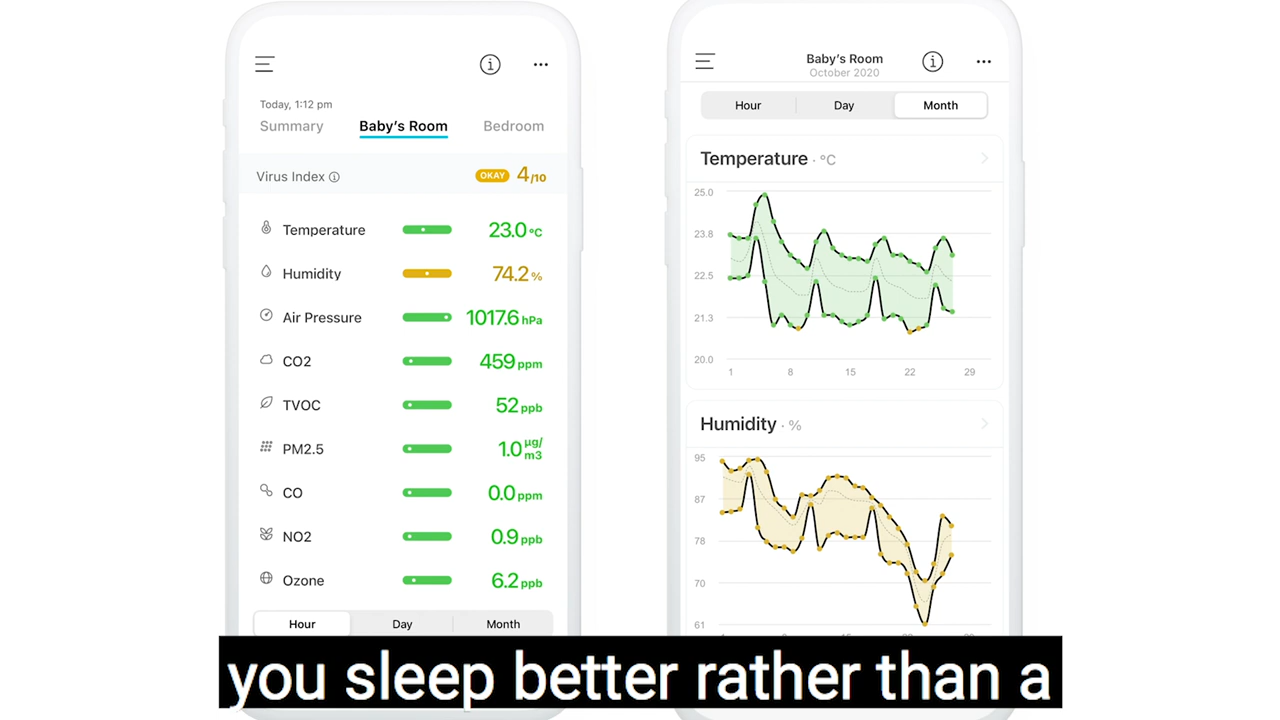 Today, 1:12 pm
Summary Baby's Room Bedroom
Virus Index OKAY 4/10
Temperature 23.0 °C
Humidity 74.2 %
Air Pressure 1017.6 hPa
CO2 459 ppm
TVOC 52 ppb
PM2.5 1.0 µg/m3
CO 0.0 ppm
NO2 0.9 ppb
Ozone 6.2 ppb
Hour Day Month
Baby's Room
October 2020
Hour Day Month
Temperature · °C
25.0
23.8
22.5
21.3
20.0
1 8 15 22 29
Humidity · %
95
87
78
70
61
you sleep better rather than a